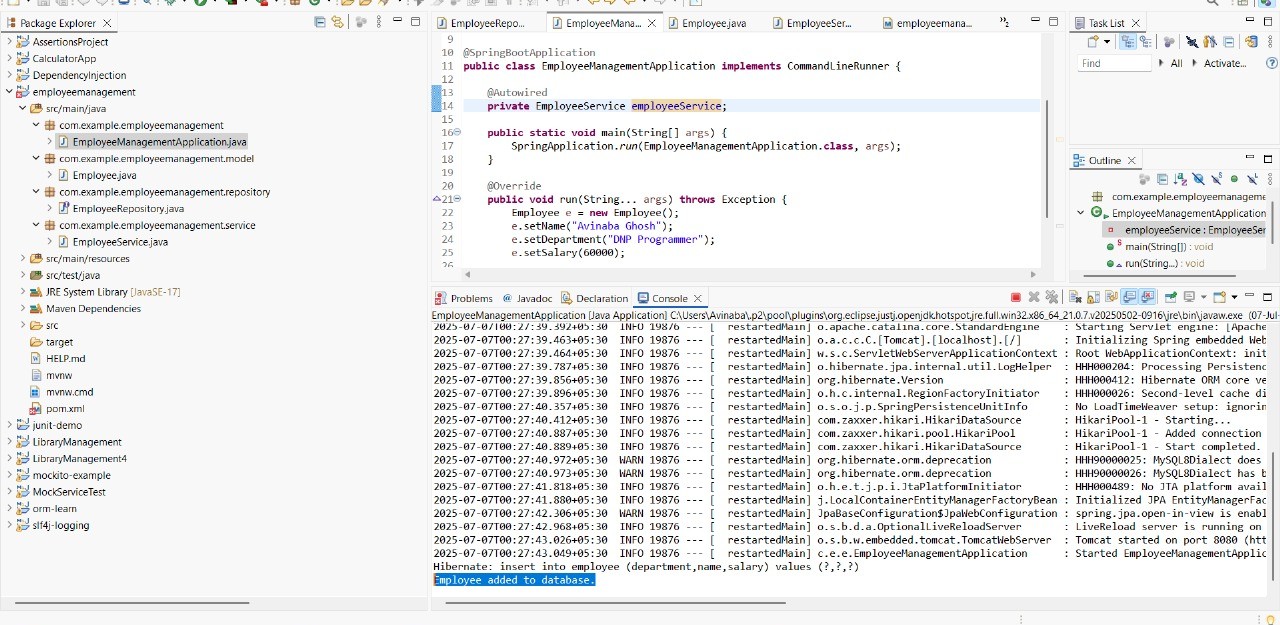 Package Explorer
AssertionsProject
CalculatorApp
DependencyInjection
employeemanagement
src/main/java
com.example.employeemanagement
EmployeeManagementApplication.java
com.example.employeemanagement.model
Employee.java
com.example.employeemanagement.repository
EmployeeRepository.java
com.example.employeemanagement.service
EmployeeService.java
src/main/resources
src/test/java
JRE System Library [JavaSE-17]
Maven Dependencies
src
target
HELP.md
mvnw
mvnw.cmd
pom.xml
junit-demo
LibraryManagement
LibraryManagement4
mockito-example
MockServiceTest
orm-learn
slf4j-logging
EmployeeRepo... EmployeeMana... Employee.java EmployeeSer... employeemana... »2
9
10 @SpringBootApplication
11 public class EmployeeManagementApplication implements CommandLineRunner {
12
13 @Autowired
14 private EmployeeService employeeService;
15
16 public static void main(String[] args) {
17 SpringApplication.run(EmployeeManagementApplication.class, args);
18 }
19
20 @Override
21 public void run(String... args) throws Exception {
22 Employee e = new Employee();
23 e.setName("Avinaba Ghosh");
24 e.setDepartment("DNP Programmer");
25 e.setSalary(60000);
26
Task List
Find All Activate...
Outline
com.example.employeemanageme
EmployeeManagementApplication
employeeService : EmployeeSer
main(String[]) : void
run(String...) : void
Problems @ Javadoc Declaration Console
EmployeeManagementApplication [Java Application] C:\Users\Avinaba\.p2\pool\plugins\org.eclipse.justj.openjdk.hotspot.jre.full.win32.x86_64_21.0.7.v20250502-0916\jre\bin\javaw.exe (07-Jul-
2025-07-07T00:27:39.392+05:30 INFO 19876 --- [ restartedMain] o.apache.catalina.core.StandardEngine : Starting Servlet engine: [Apache
2025-07-07T00:27:39.463+05:30 INFO 19876 --- [ restartedMain] o.a.c.c.C.[Tomcat].[localhost].[/] : Initializing Spring embedded Web
2025-07-07T00:27:39.464+05:30 INFO 19876 --- [ restartedMain] w.s.c.ServletWebServerApplicationContext : Root WebApplicationContext: init
2025-07-07T00:27:39.787+05:30 INFO 19876 --- [ restartedMain] o.hibernate.jpa.internal.util.LogHelper : HHH000204: Processing Persistenc
2025-07-07T00:27:39.856+05:30 INFO 19876 --- [ restartedMain] org.hibernate.Version : HHH000412: Hibernate ORM core ve
2025-07-07T00:27:39.896+05:30 INFO 19876 --- [ restartedMain] o.h.c.internal.RegionFactoryInitiator : HHH000026: Second-level cache di
2025-07-07T00:27:40.357+05:30 INFO 19876 --- [ restartedMain] o.s.o.j.p.SpringPersistenceUnitInfo : No LoadTimeWeaver setup: ignorin
2025-07-07T00:27:40.412+05:30 INFO 19876 --- [ restartedMain] com.zaxxer.hikari.HikariDataSource : HikariPool-1 - Starting...
2025-07-07T00:27:40.887+05:30 INFO 19876 --- [ restartedMain] com.zaxxer.hikari.pool.HikariPool : HikariPool-1 - Added connection
2025-07-07T00:27:40.889+05:30 INFO 19876 --- [ restartedMain] com.zaxxer.hikari.HikariDataSource : HikariPool-1 - Start completed.
2025-07-07T00:27:40.972+05:30 WARN 19876 --- [ restartedMain] org.hibernate.orm.deprecation : HHH90000025: MySQL8Dialect does
2025-07-07T00:27:40.973+05:30 WARN 19876 --- [ restartedMain] org.hibernate.orm.deprecation : HHH90000026: MySQL8Dialect has b
2025-07-07T00:27:41.818+05:30 INFO 19876 --- [ restartedMain] o.h.e.t.j.p.i.JtaPlatformInitiator : HHH000489: No JTA platform avail
2025-07-07T00:27:41.880+05:30 INFO 19876 --- [ restartedMain] j.LocalContainerEntityManagerFactoryBean : Initialized JPA EntityManagerFac
2025-07-07T00:27:42.306+05:30 WARN 19876 --- [ restartedMain] JpaBaseConfiguration$JpaWebConfiguration : spring.jpa.open-in-view is enabl
2025-07-07T00:27:42.968+05:30 INFO 19876 --- [ restartedMain] o.s.b.d.a.OptionalLiveReloadServer : LiveReload server is running on
2025-07-07T00:27:43.026+05:30 INFO 19876 --- [ restartedMain] o.s.b.w.embedded.tomcat.TomcatWebServer : Tomcat started on port 8080 (htt
2025-07-07T00:27:43.049+05:30 INFO 19876 --- [ restartedMain] c.e.e.EmployeeManagementApplication : Started EmployeeManagementApplic
Hibernate: insert into employee (department,name,salary) values (?,?,?)
Employee added to database.